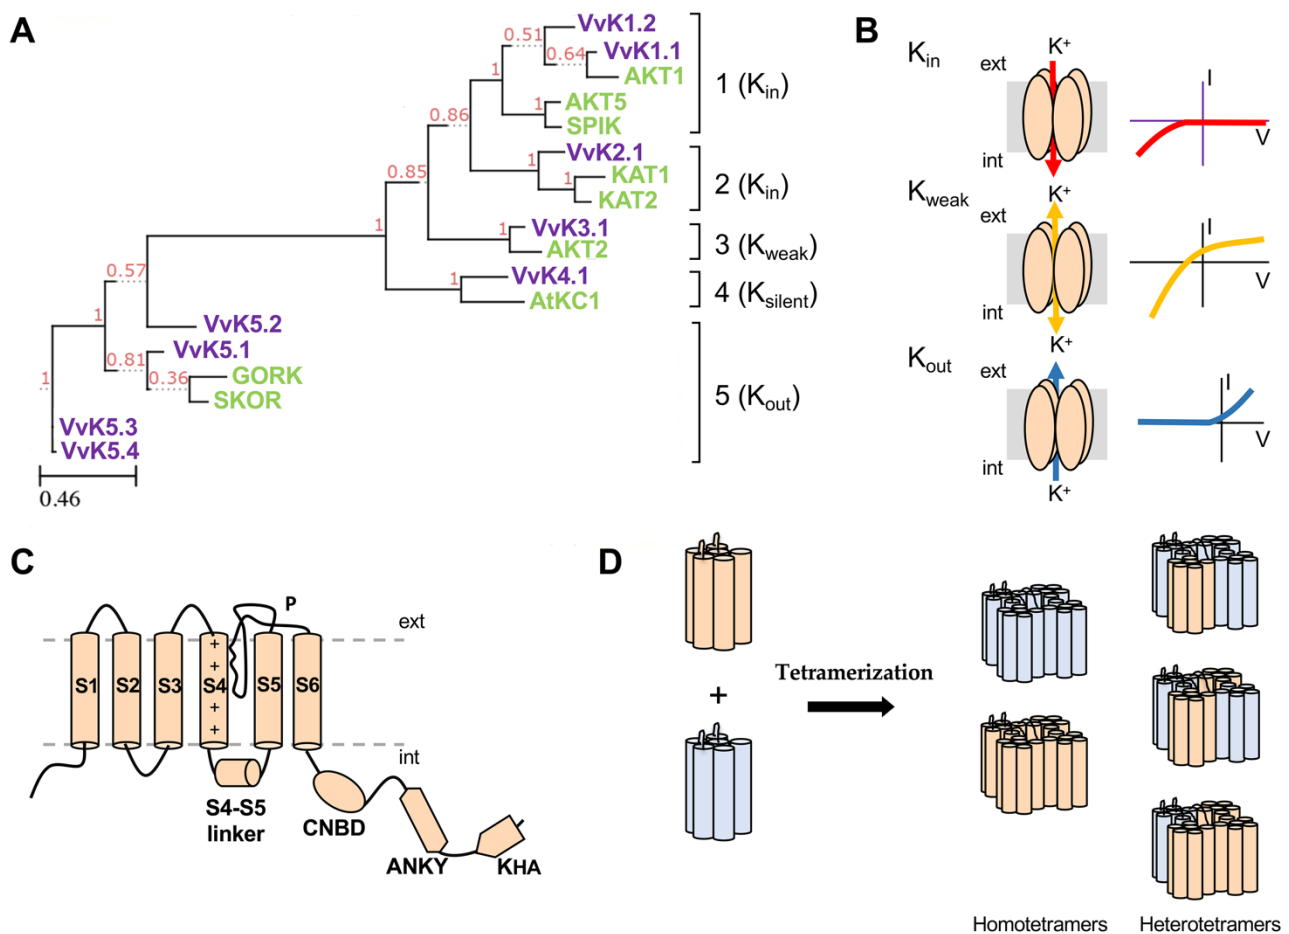 A
0.51
VvK1.2
0.64
VvK1.1
1
AKT1
1 (Kin)
1
AKT5
SPIK
0.86
VvK2.1
1
KAT1
1
KAT2
2 (Kin)
0.85
1
VvK3.1
AKT2
3 (Kweak)
1
1
VvK4.1
AtKC1
4 (Ksilent)
0.57
VvK5.2
1
VvK5.1
0.81
0.36
GORK
SKOR
5 (Kout)
1
VvK5.3
VvK5.4
0.46
B
Kin
ext
K+
I
V
int
K+
Kweak
ext
I
V
int
K+
Kout
ext
I
V
int
K+
C
P
ext
S1
S2
S3
+
+
S4
+
+
S5
S6
int
S4-S5
linker
CNBD
ANKY
KHA
D
+
Tetramerization
Homotetramers
Heterotetramers